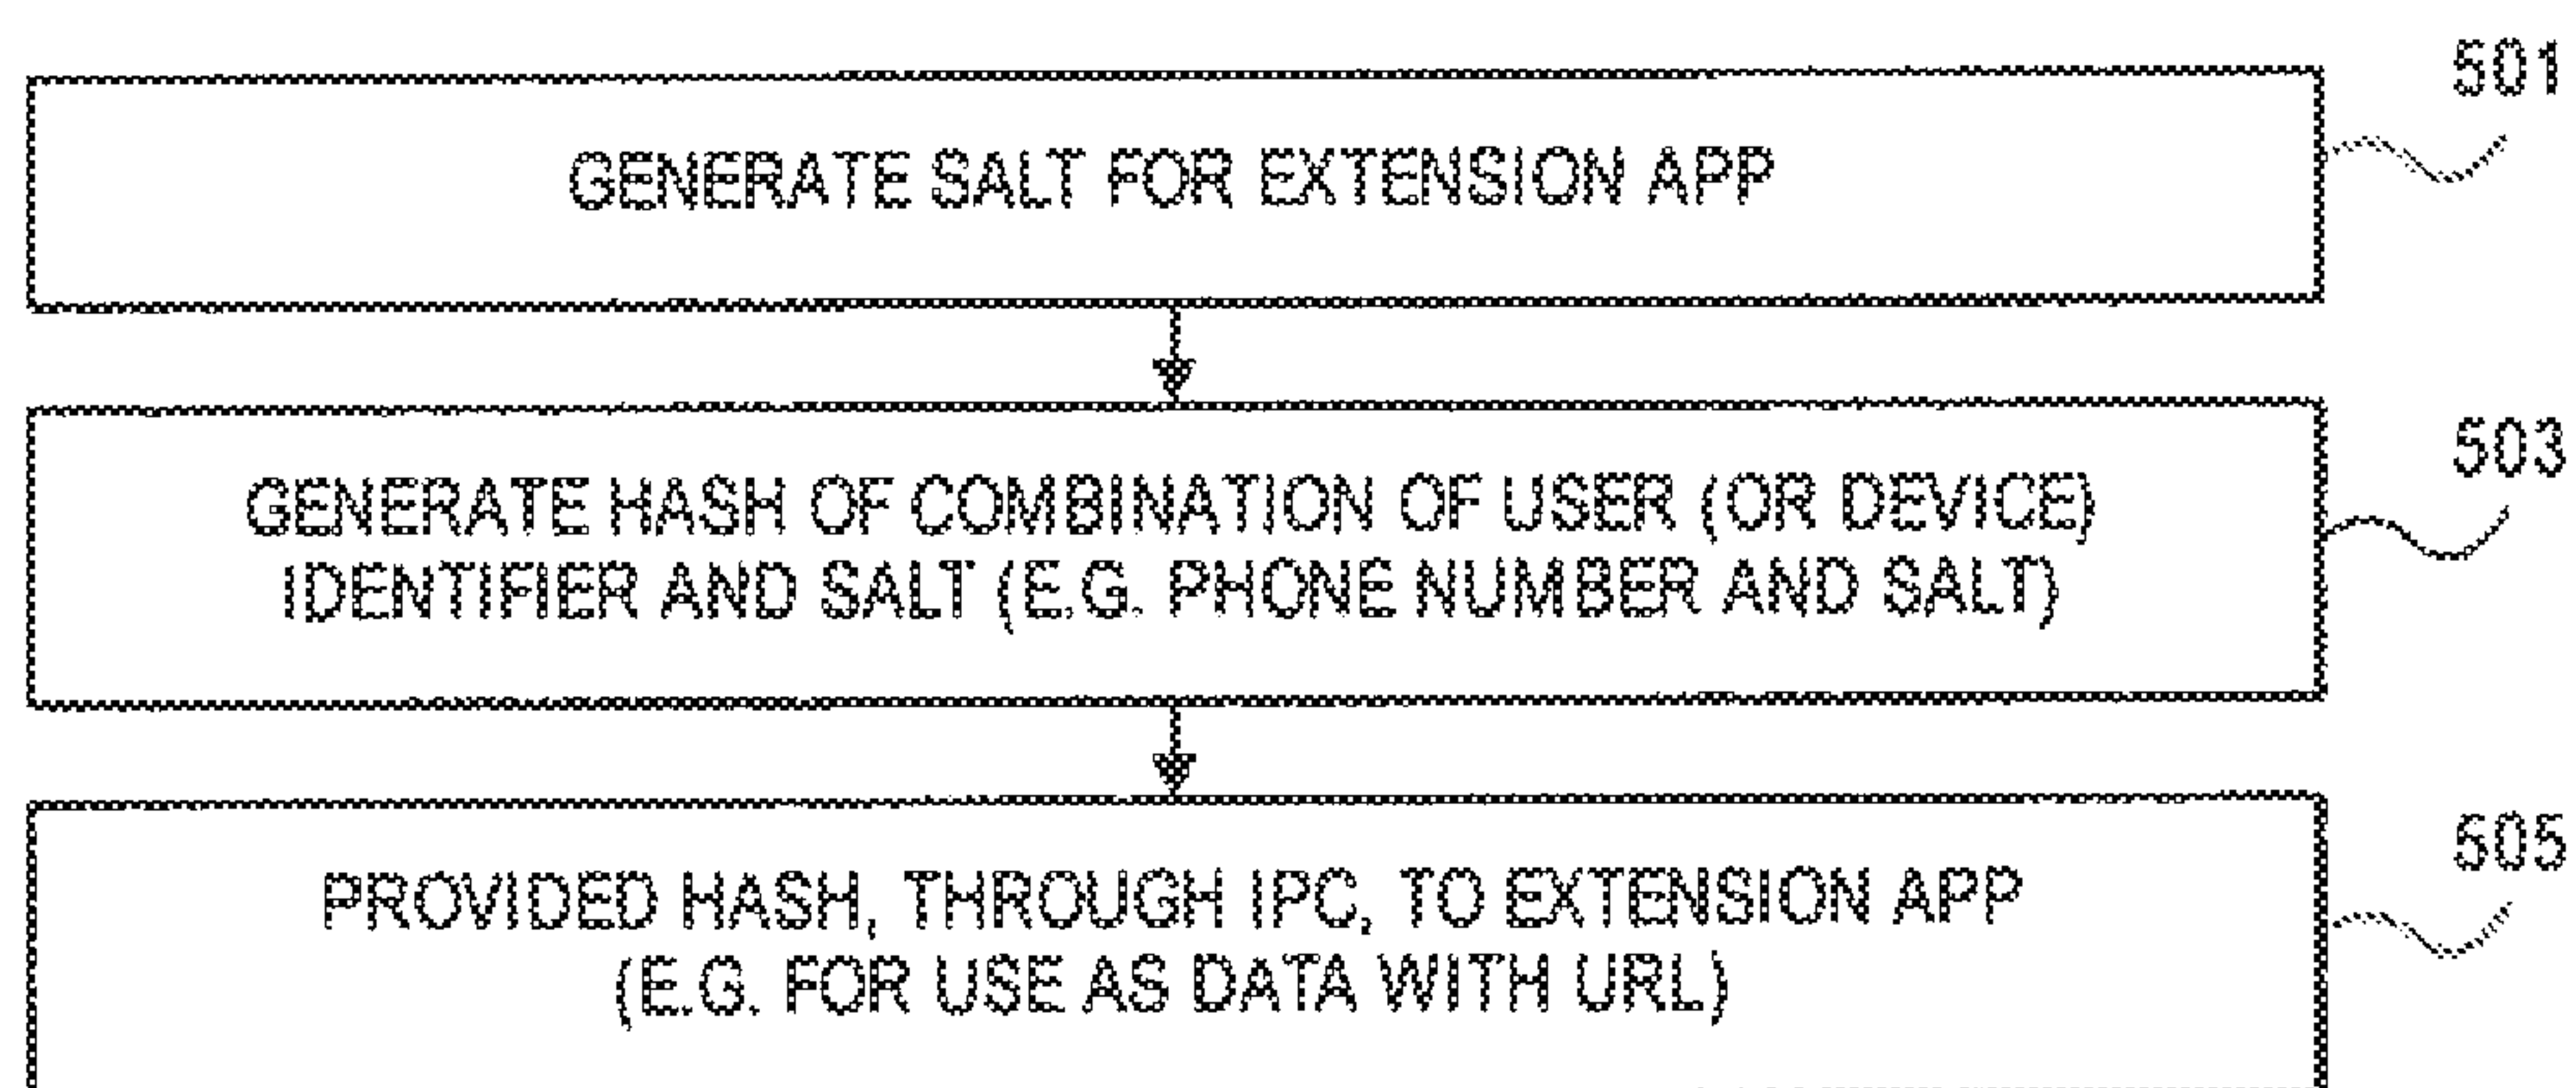 501
GENERATE SALT FOR EXTENSION APP
503
GENERATE HASH OF COMBINATION OF USER (OR DEVICE)
IDENTIFIER AND SALT (E.G. PHONE NUMBER AND SALT)
505
PROVIDED HASH, THROUGH IPC, TO EXTENSION APP
(E.G. FOR USE AS DATA WITH URL)